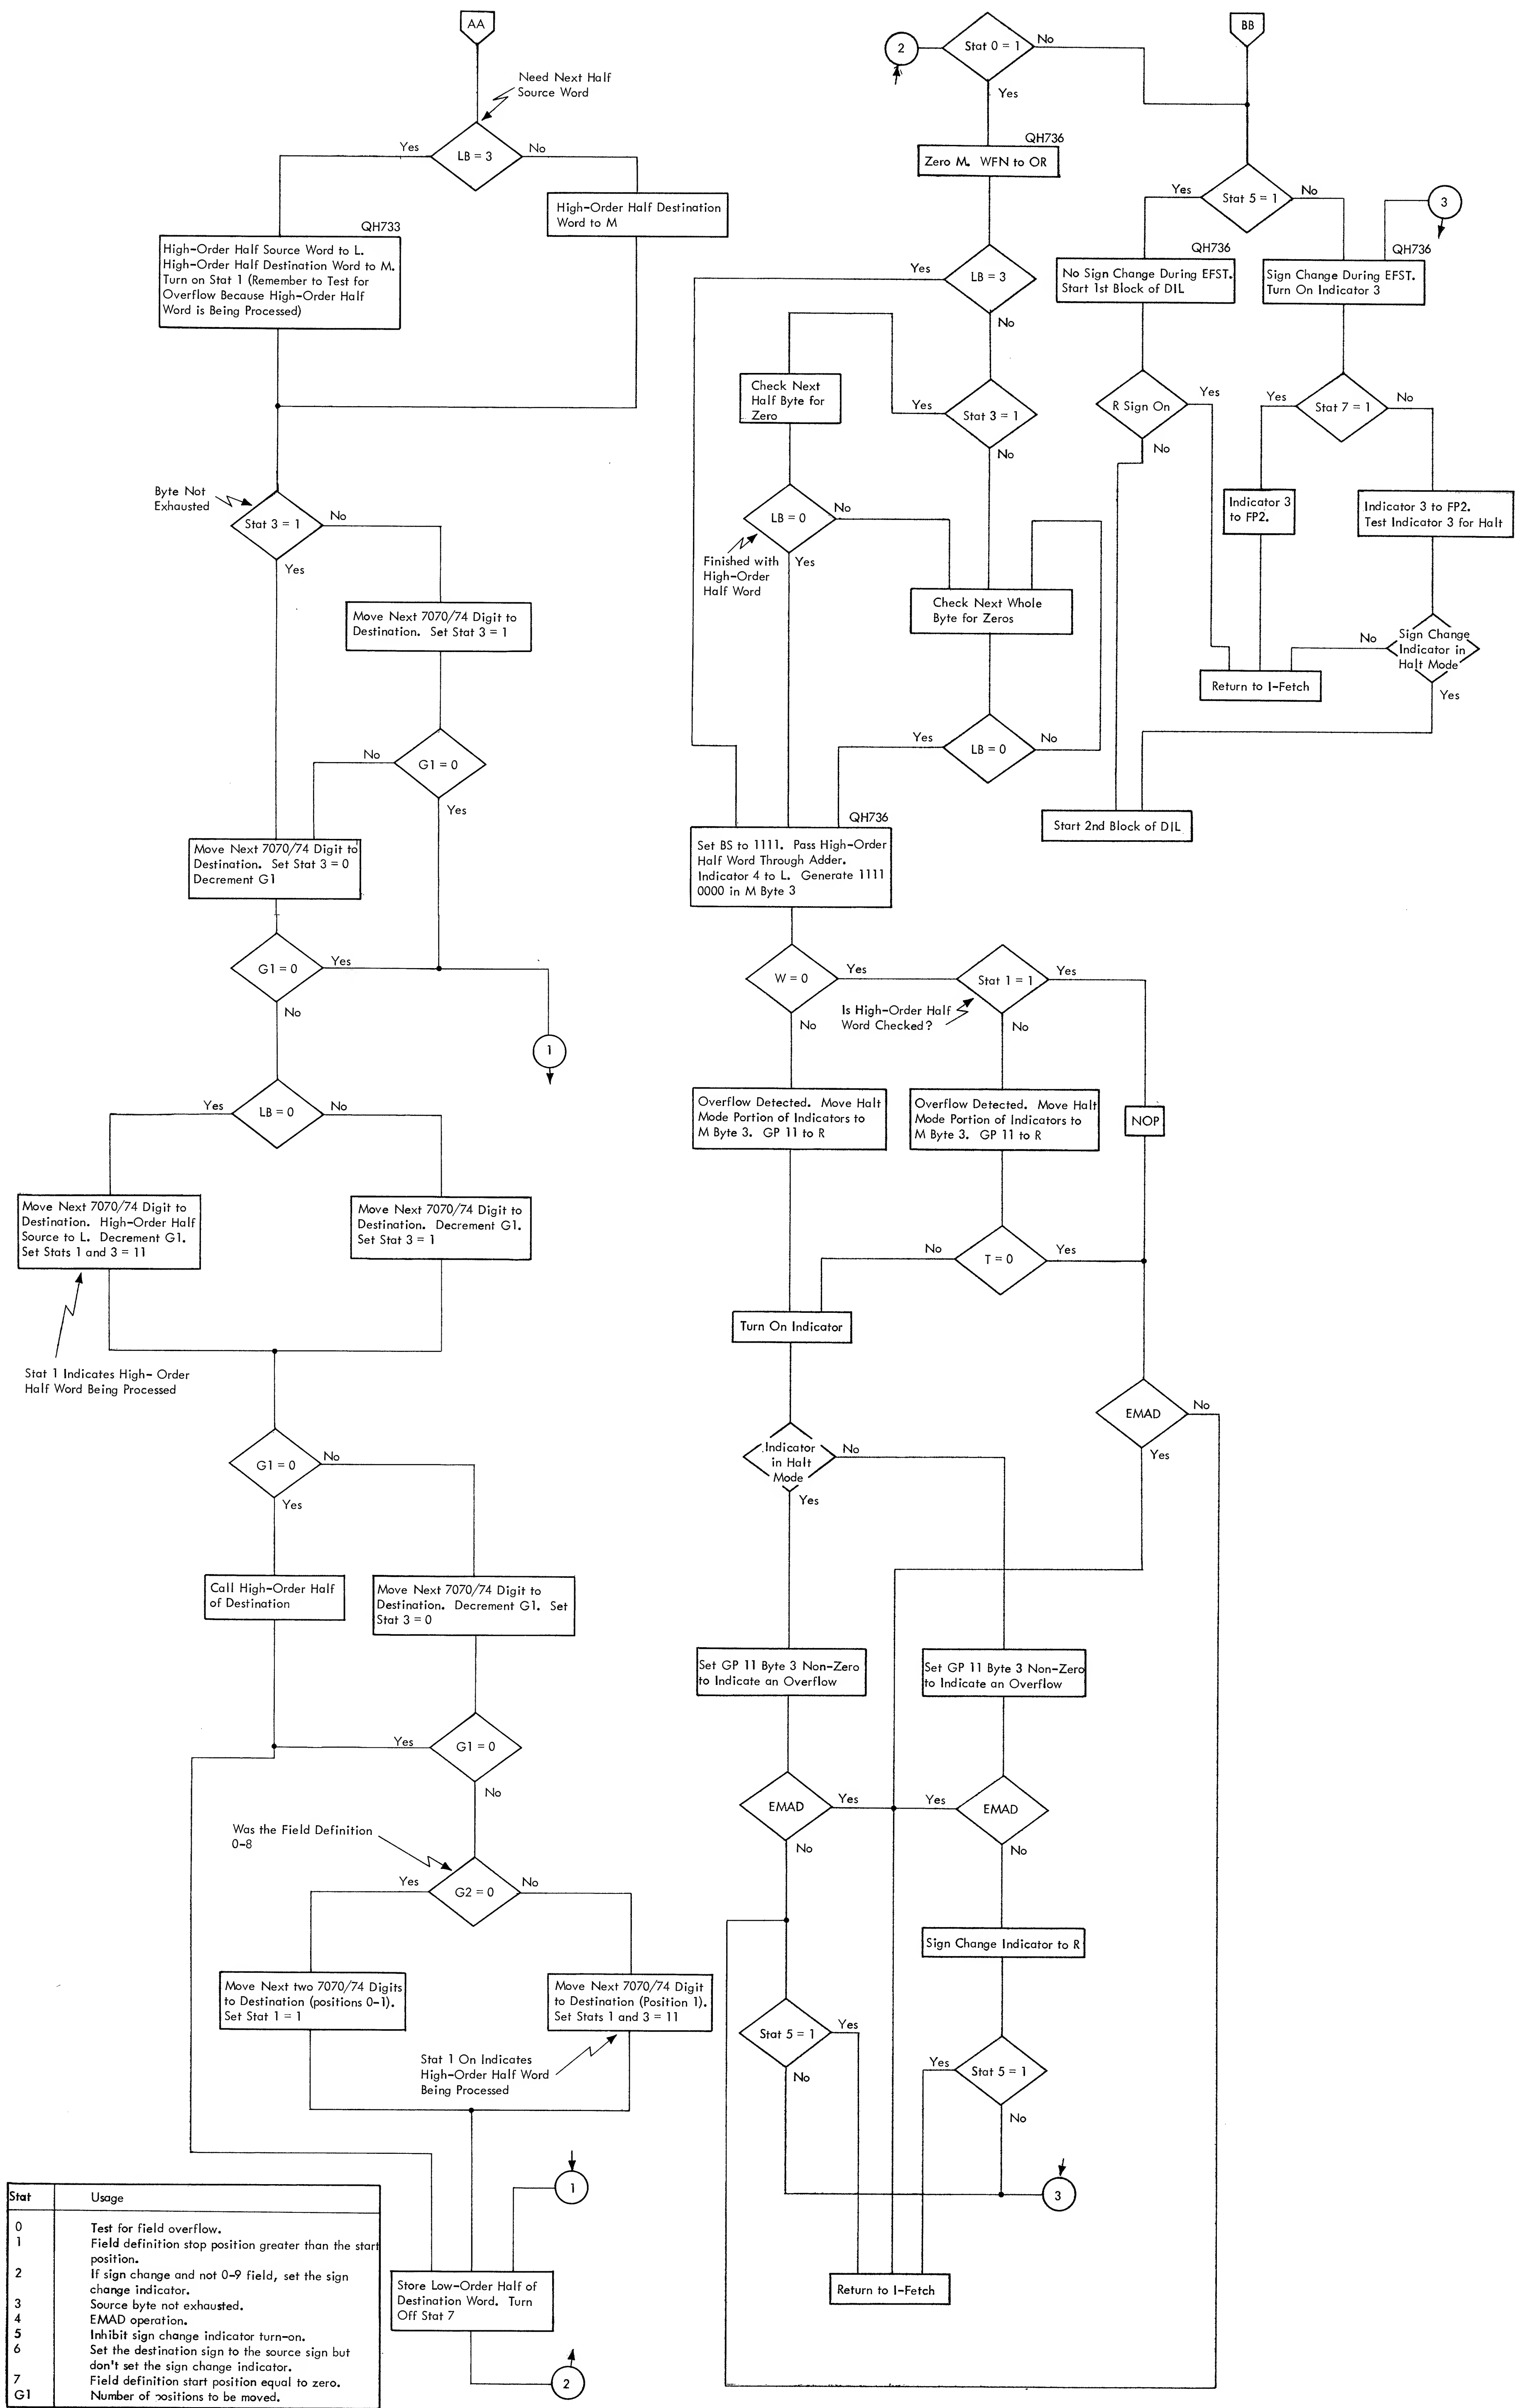 AA
Need Next Half
Source Word
Yes
LB = 3
No
High-Order Half Destination
Word to M
QH733
High-Order Half Source Word to L.
High-Order Half Destination Word to M.
Turn on Stat 1 (Remember to Test for
Overflow Because High-Order Half
Word is Being Processed)
Byte Not
Exhausted
Stat 3 = 1
No
Yes
Move Next 7070/74 Digit to
Destination. Set Stat 3 = 1
No
G1 = 0
Yes
Move Next 7070/74 Digit to
Destination. Set Stat 3 = 0
Decrement G1
G1 = 0
Yes
No
1
Yes
LB = 0
No
Move Next 7070/74 Digit to
Destination. High-Order Half
Source to L. Decrement G1.
Set Stats 1 and 3 = 11
Move Next 7070/74 Digit to
Destination. Decrement G1.
Set Stat 3 = 1
Stat 1 Indicates High- Order
Half Word Being Processed
G1 = 0
No
Yes
Call High-Order Half
of Destination
Move Next 7070/74 Digit to
Destination. Decrement G1. Set
Stat 3 = 0
Yes
G1 = 0
No
Was the Field Definition
0-8
Yes
G2 = 0
No
Move Next two 7070/74 Digits
to Destination (positions 0-1).
Set Stat 1 = 1
Move Next 7070/74 Digit
to Destination (Position 1).
Set Stats 1 and 3 = 11
Stat 1 On Indicates
High-Order Half Word
Being Processed
1
Store Low-Order Half of
Destination Word. Turn
Off Stat 7
2
Stat Usage
0 Test for field overflow.
1 Field definition stop position greater than the start
position.
2 If sign change and not 0-9 field, set the sign
change indicator.
3 Source byte not exhausted.
4 EMAD operation.
5 Inhibit sign change indicator turn-on.
6 Set the destination sign to the source sign but
don't set the sign change indicator.
7 Field definition start position equal to zero.
G1 Number of positions to be moved.
2
Stat 0 = 1
No
Yes
QH736
Zero M. WFN to OR
Yes
LB = 3
No
Check Next
Half Byte for
Zero
Yes
Stat 3 = 1
No
LB = 0
No
Yes
Finished with
High-Order
Half Word
Check Next Whole
Byte for Zeros
Yes
LB = 0
No
QH736
Set BS to 1111. Pass High-Order
Half Word Through Adder.
Indicator 4 to L. Generate 1111
0000 in M Byte 3
W = 0
Yes
No
Stat 1 = 1
Yes
No
Is High-Order Half
Word Checked?
Overflow Detected. Move Halt
Mode Portion of Indicators to
M Byte 3. GP 11 to R
Overflow Detected. Move Halt
Mode Portion of Indicators to
M Byte 3. GP 11 to R
NOP
No
T = 0
Yes
Turn On Indicator
EMAD
No
Yes
Indicator
in Halt
Mode
No
Yes
Set GP 11 Byte 3 Non-Zero
to Indicate an Overflow
Set GP 11 Byte 3 Non-Zero
to Indicate an Overflow
EMAD
Yes
No
Yes
EMAD
No
Sign Change Indicator to R
Stat 5 = 1
Yes
No
Yes
Stat 5 = 1
No
3
Return to I-Fetch
BB
Yes
Stat 5 = 1
No
3
QH736
No Sign Change During EFST.
Start 1st Block of DIL
QH736
Sign Change During EFST.
Turn On Indicator 3
R Sign On
Yes
No
Yes
Stat 7 = 1
No
Indicator 3
to FP2.
Indicator 3 to FP2.
Test Indicator 3 for Halt
No
Sign Change
Indicator in
Halt Mode
Yes
Return to I-Fetch
Start 2nd Block of DIL